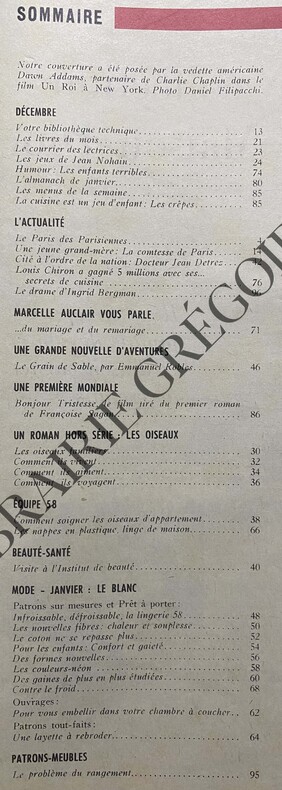 SOMMAIRE
Notre couverture a été posée par la vedette américaine
Dawn Addams, partenaire de Charlie Chaplin dans le
film Un Roi à New York. Photo Daniel Filipacchi.
DÉCEMBRE
Votre bibliothèque technique 13
Les livres du mois 21
Le courrier des lectrices 23
Les jeux de Jean Nohain 24
Humour : Les enfants terribles 74
L'almanach de janvier 80
Les menus de la semaine 85
La cuisine est un jeu d'enfant : Les crêpes 85
L'ACTUALITÉ
Le Paris des Parisiennes
Une jeune grand-mère : La comtesse de Paris 14
Cité à l'ordre de la nation : Docteur Jean Detrez 42
Louis Chiron a gagné 5 millions avec ses...
secrets de cuisine 76
Le drame d'Ingrid Bergman 96
MARCELLE AUCLAIR VOUS PARLE.
...du mariage et du remariage 71
UNE GRANDE NOUVELLE D'AVENTURES
Le Grain de Sable, par Emmanuel Robles 46
UNE PREMIÈRE MONDIALE
Bonjour Tristesse, le film tiré du premier roman
de Françoise Sagan 86
UN ROMAN HORS SÉRIE : LES OISEAUX
Les oiseaux 30
Comment ils vivent 32
Comment ils aiment 34
Comment ils voyagent 36
ÉQUIPE 58
Comment soigner les oiseaux d'appartement 38
Les nappes en plastique, linge de maison 66
BEAUTÉ-SANTÉ
Visite à l'Institut de beauté 40
MODE - JANVIER : LE BLANC
Patrons sur mesures et Prêt à porter :
Infroissable, défroissable, la lingerie 58 48
Les nouvelles fibres : chaleur et souplesse 50
Le coton ne se repasse plus 52
Pour les enfants : Confort et gaieté 54
Des formes nouvelles 56
Les couleurs-néon 58
Des gaines de plus en plus étudiées 60
Contre le froid 68
Ouvrages :
Pour vous embellir dans votre chambre à coucher 62
Patrons tout-faits :
Une layette à rebroder 64
PATRONS-MEUBLES
Le problème du rangement 95
LIBRAIRIE GRÉGOIRE